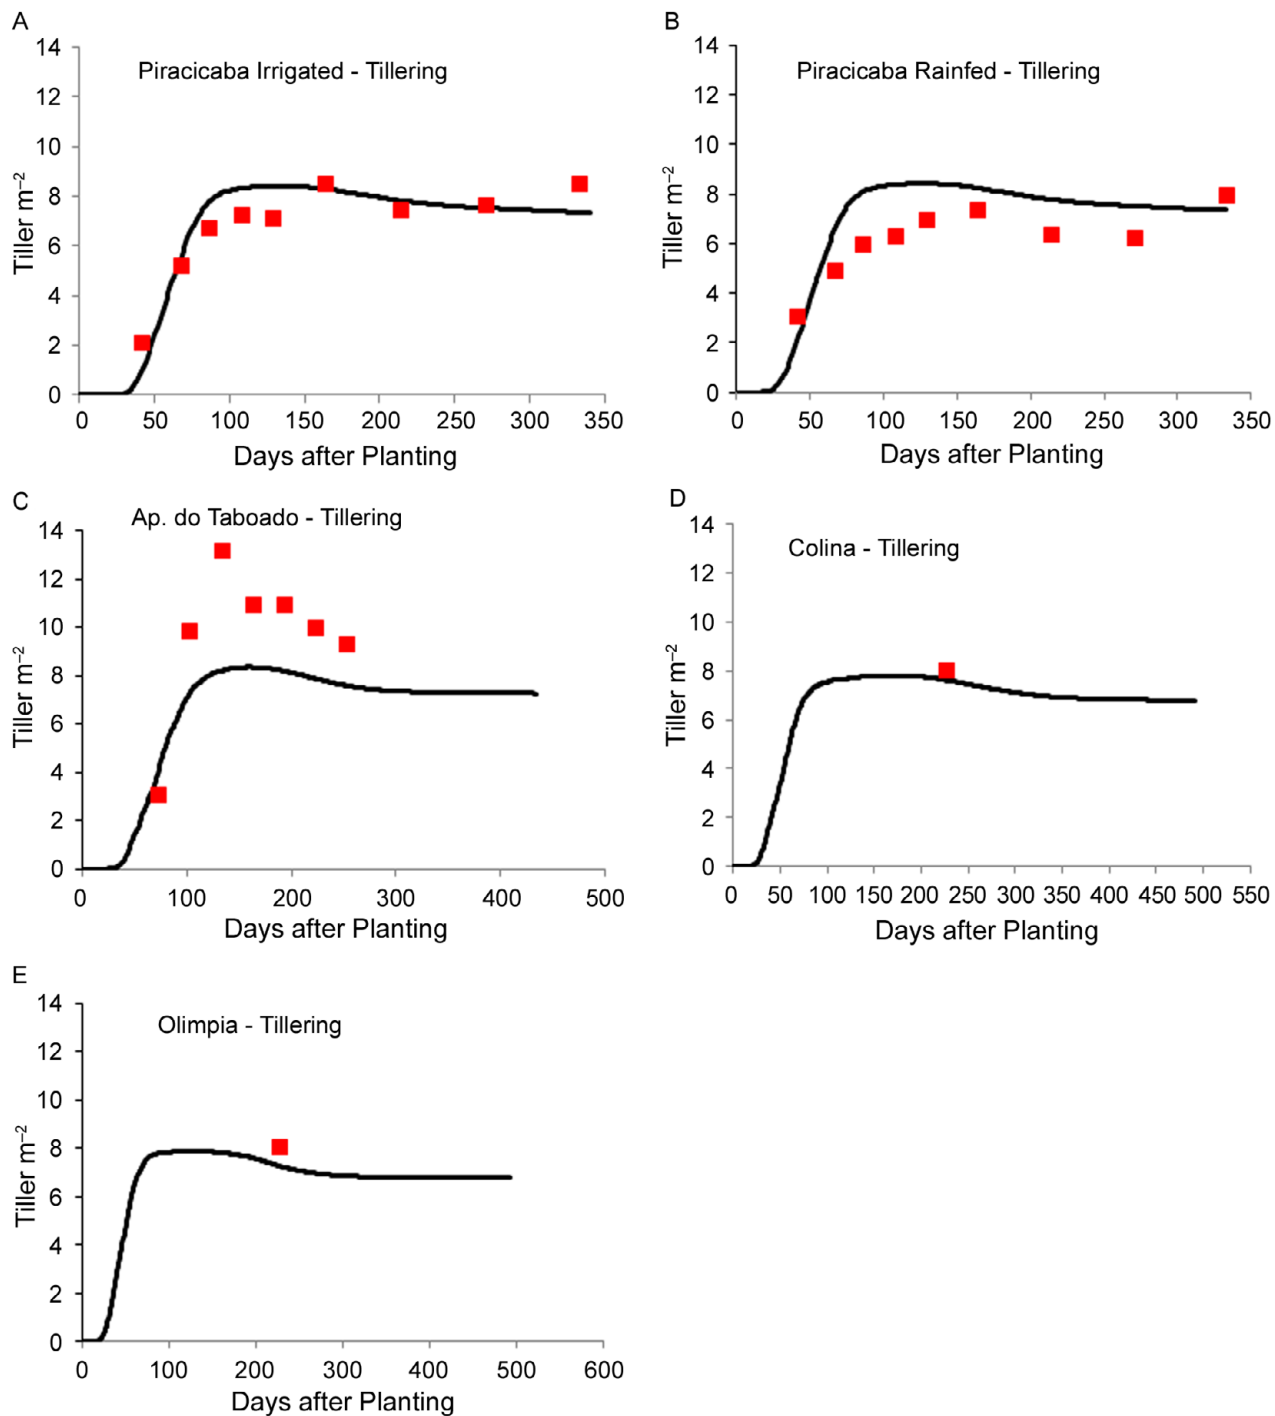 A
Piracicaba Irrigated - Tillering
14
12
10
8
6
4
2
0
Tiller m⁻²
0 50 100 150 200 250 300 350
Days after Planting
B
Piracicaba Rainfed - Tillering
14
12
10
8
6
4
2
0
Tiller m⁻²
0 50 100 150 200 250 300 350
Days after Planting
C
Ap. do Taboado - Tillering
14
12
10
8
6
4
2
0
Tiller m⁻²
0 100 200 300 400 500
Days after Planting
D
Colina - Tillering
14
12
10
8
6
4
2
0
Tiller m⁻²
0 50 100 150 200 250 300 350 400 450 500 550
Days after Planting
E
Olimpia - Tillering
14
12
10
8
6
4
2
0
Tiller m⁻²
0 100 200 300 400 500 600
Days after Planting